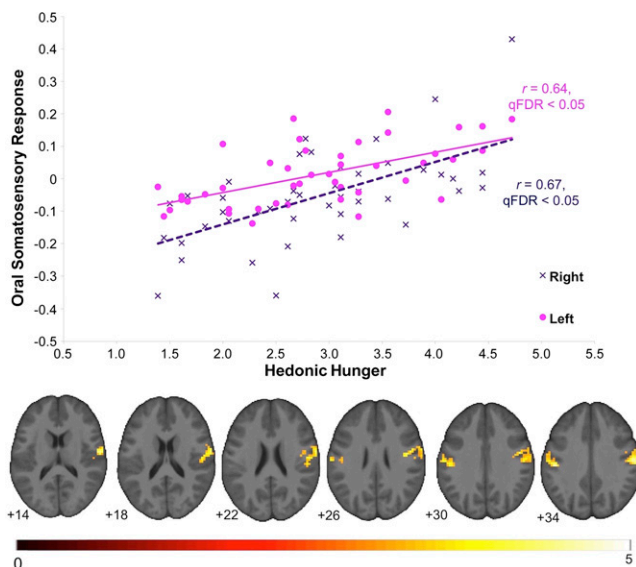 0.5
0.4
0.3
0.2
0.1
0
-0.1
-0.2
-0.3
-0.4
-0.5
Oral Somatosensory Response
r = 0.64,
qFDR < 0.05
r = 0.67,
qFDR < 0.05
Right
Left
0.5 1.0 1.5 2.0 2.5 3.0 3.5 4.0 4.5 5.0 5.5
Hedonic Hunger
+14 +18 +22 +26 +30 +34
0 5